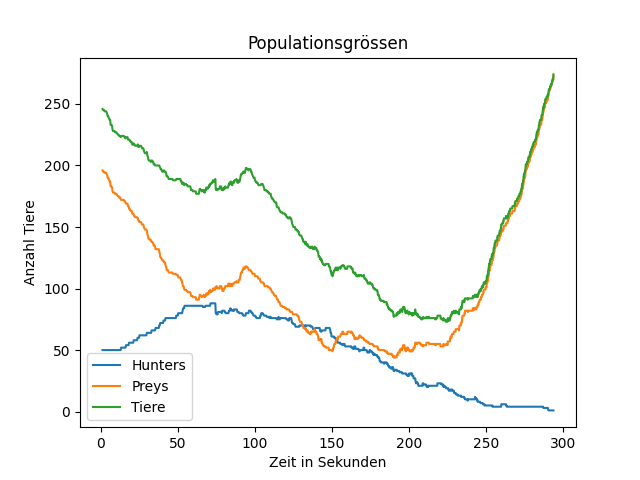 Populationsgrössen
Anzahl Tiere
250
200
150
100
50
0
Hunters
Preys
Tiere
0 50 100 150 200 250 300
Zeit in Sekunden